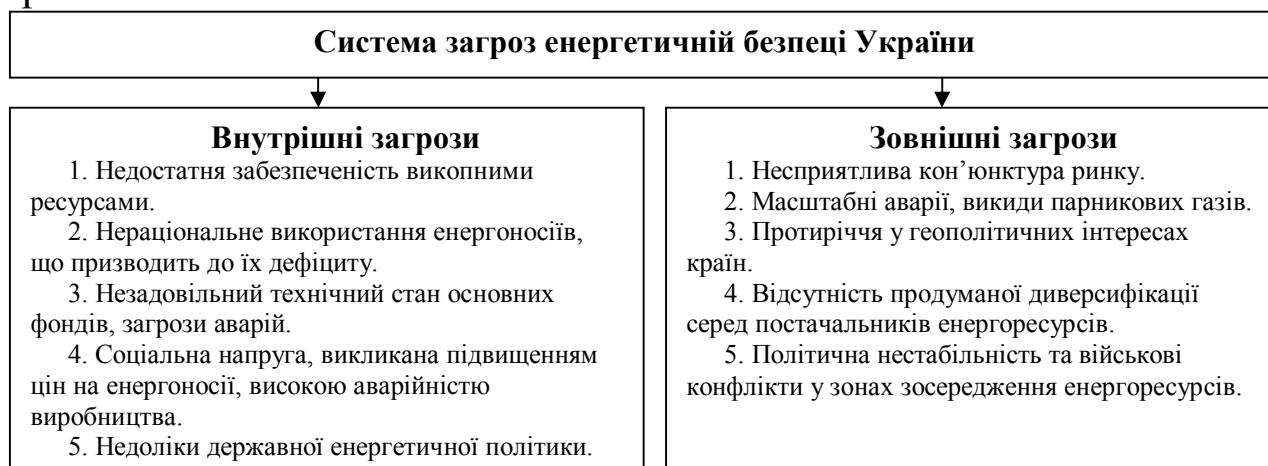 Система загроз енергетичній безпеці України
Внутрішні загрози
1. Недостатня забезпеченість викопними
ресурсами.
2. Нераціональне використання енергоносіїв,
що призводить до їх дефіциту.
3. Незадовільний технічний стан основних
фондів, загрози аварій.
4. Соціальна напруга, викликана підвищенням
цін на енергоносії, високою аварійністю
виробництва.
5. Недоліки державної енергетичної політики.
Зовнішні загрози
1. Несприятлива кон’юнктура ринку.
2. Масштабні аварії, викиди парникових газів.
3. Протиріччя у геополітичних інтересах
країн.
4. Відсутність продуманої диверсифікації
серед постачальників енергоресурсів.
5. Політична нестабільність та військові
конфлікти у зонах зосередження енергоресурсів.